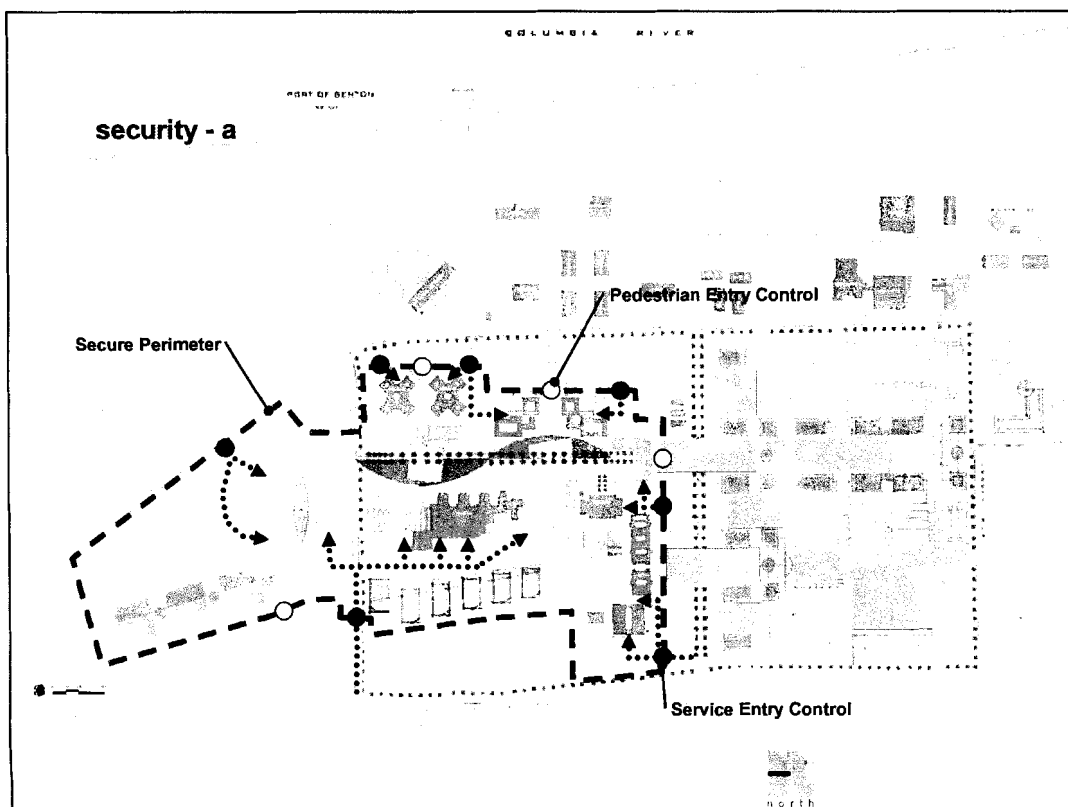 COLUMBIA RIVER
PORT OF BENTON
security - a
Pedestrian Entry Control
Secure Perimeter
Service Entry Control
north